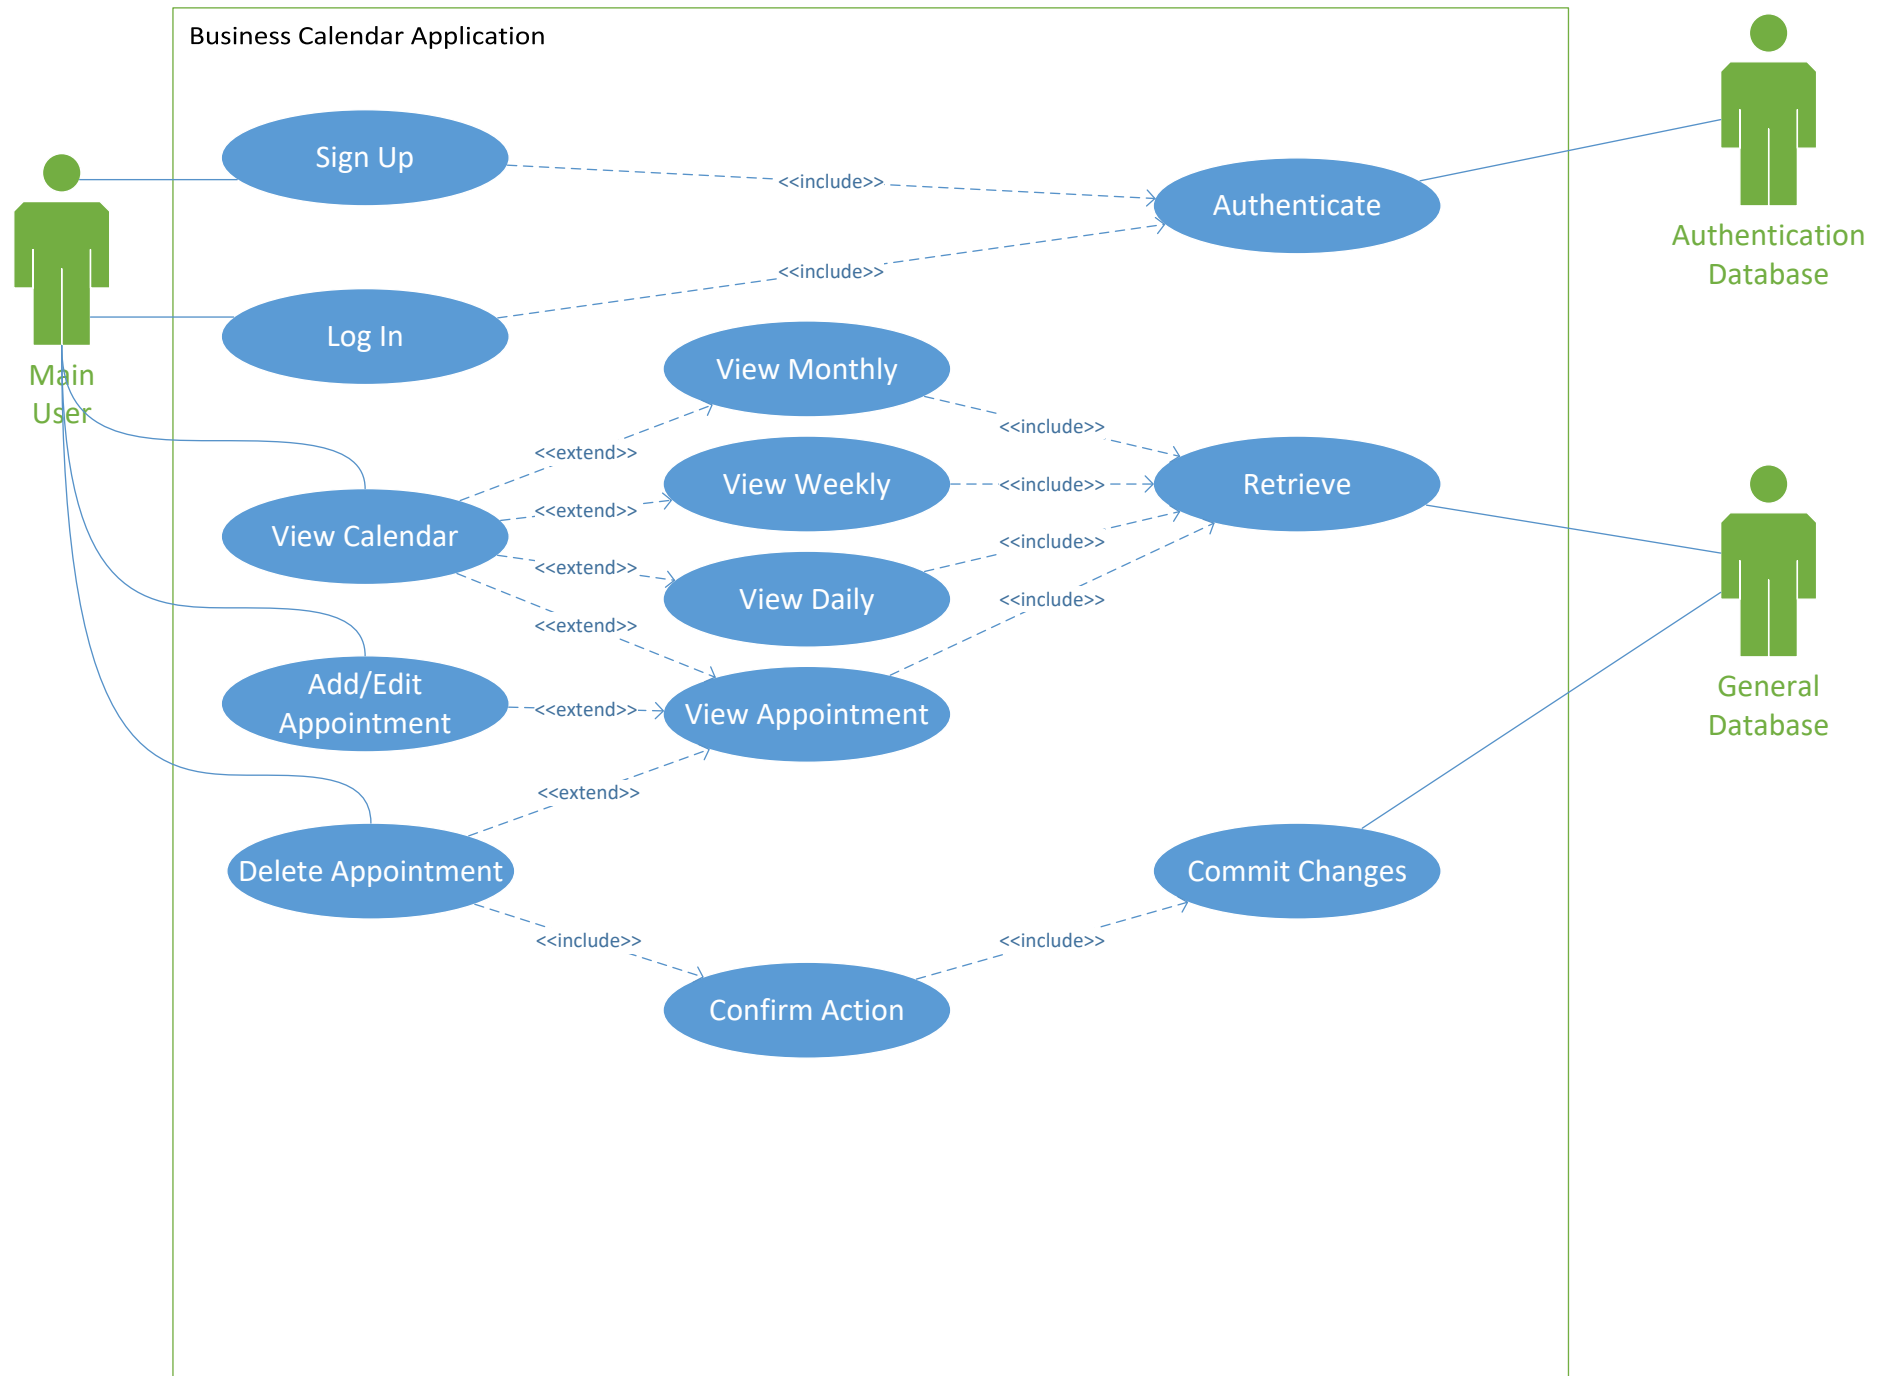 Business Calendar Application
Sign Up
<<include>>
Authenticate
Authentication
Database
Log In
<<include>>
Main
User
View Monthly
<<include>>
<<extend>>
View Weekly
<<include>>
Retrieve
<<extend>>
View Calendar
<<include>>
<<extend>>
View Daily
<<include>>
<<extend>>
General
Database
Add/Edit
Appointment
<<extend>>
View Appointment
<<extend>>
Delete Appointment
Commit Changes
<<include>>
<<include>>
Confirm Action